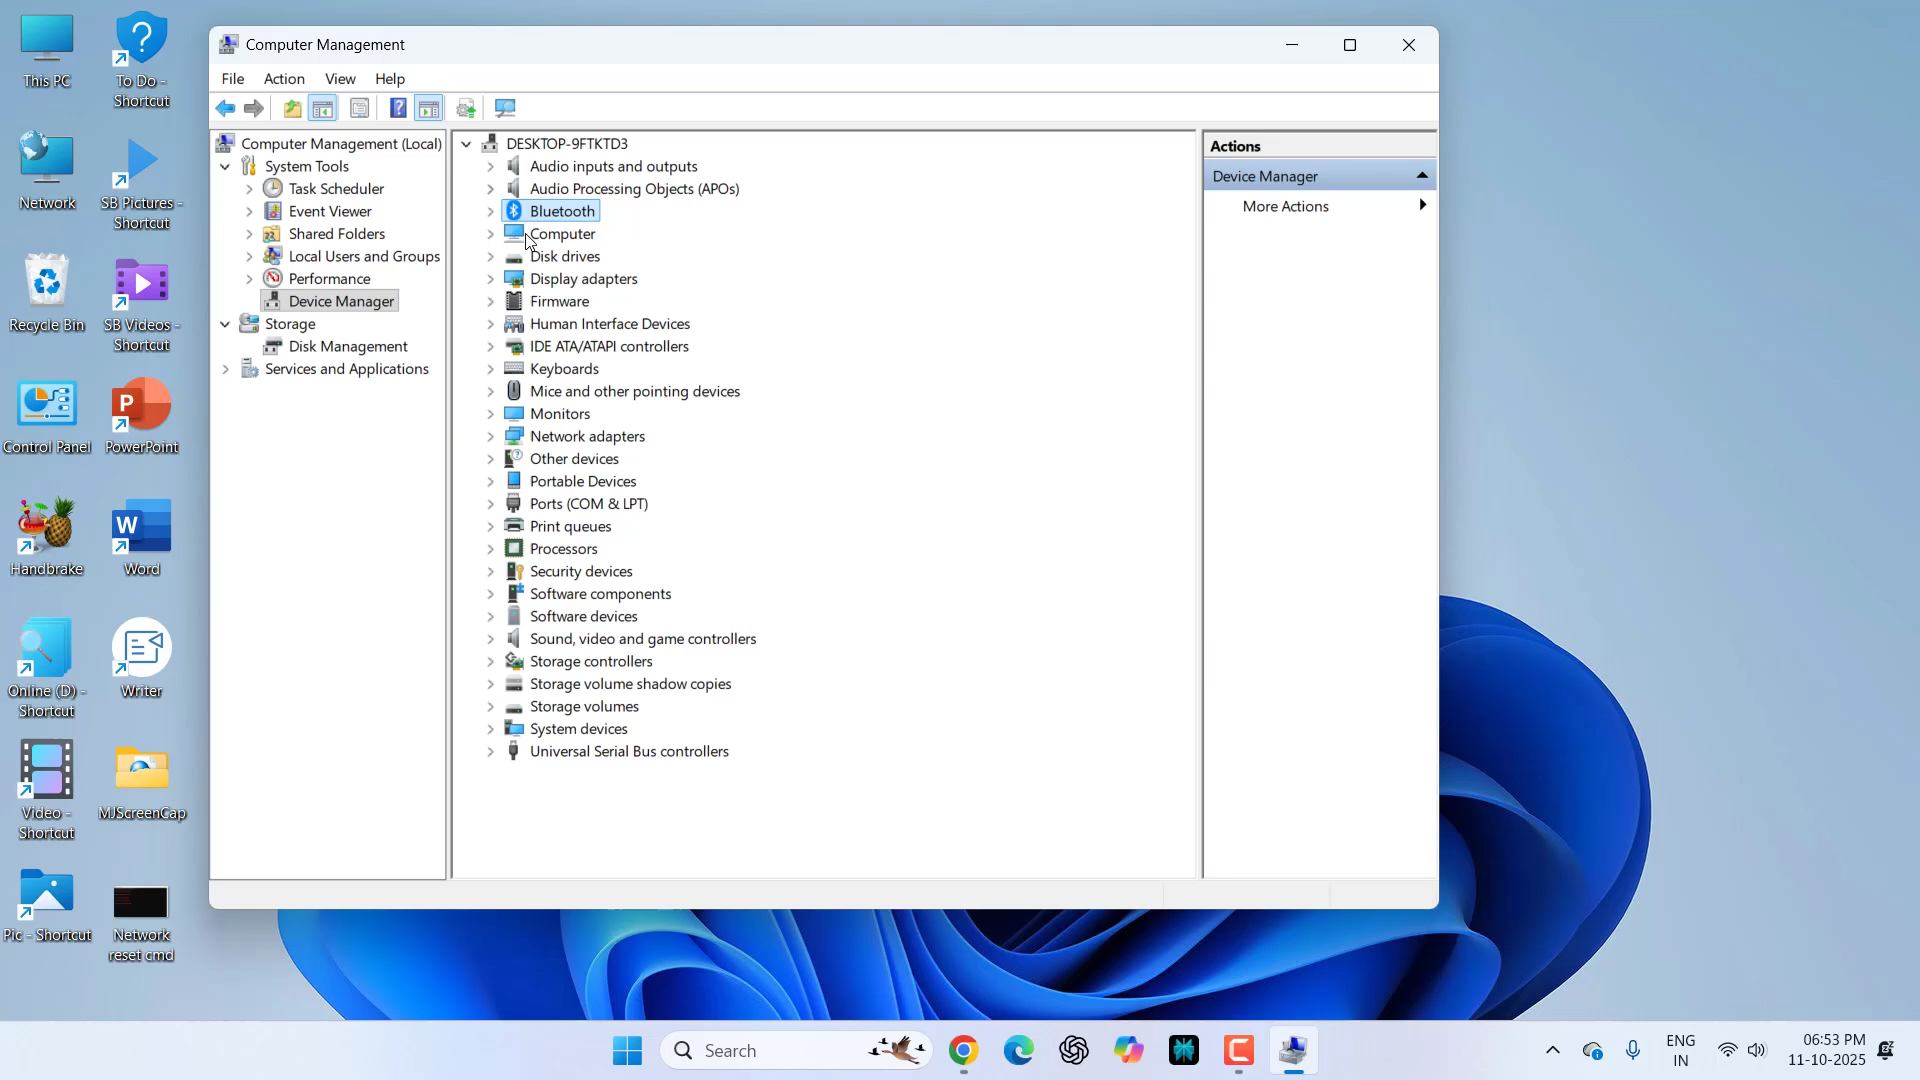 This PC
To Do -
Shortcut
Network
SB Pictures -
Shortcut
Recycle Bin
SB Videos -
Shortcut
Control Panel
P
PowerPoint
Handbrake
W
Word
Online (D) -
Shortcut
Writer
Video -
Shortcut
MJScreenCap
Pic - Shortcut
Network
reset cmd
Computer Management
File Action View Help
Computer Management (Local)
System Tools
Task Scheduler
Event Viewer
Shared Folders
Local Users and Groups
Performance
Device Manager
Storage
Disk Management
Services and Applications
DESKTOP-9FTKTD3
Audio inputs and outputs
Audio Processing Objects (APOs)
Bluetooth
Computer
Disk drives
Display adapters
Firmware
Human Interface Devices
IDE ATA/ATAPI controllers
Keyboards
Mice and other pointing devices
Monitors
Network adapters
Other devices
Portable Devices
Ports (COM & LPT)
Print queues
Processors
Security devices
Software components
Software devices
Sound, video and game controllers
Storage controllers
Storage volume shadow copies
Storage volumes
System devices
Universal Serial Bus controllers
Actions
Device Manager
More Actions
Search
ENG
IN
06:53 PM
11-10-2025